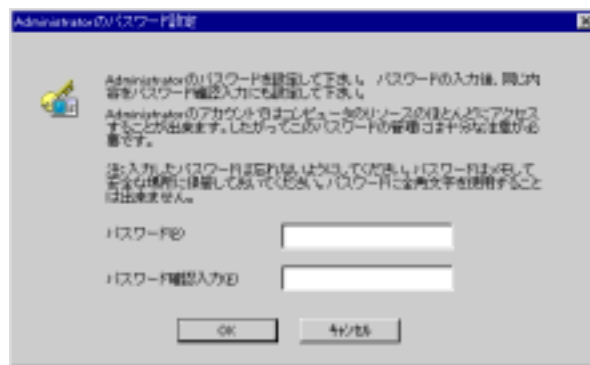 Administratorのパスワード設定
Administratorのパスワードを設定して下さい。 パスワードの入力後、同じ内
容をパスワード確認入力にも設定して下さい。
Administratorのアカウントではコンピュータのリソースのほとんどにアクセス
することが出来ます。したがってこのパスワードの管理には十分な注意が必
要です。
注：入力したパスワードは忘れないようにしてください。パスワードはメモして
安全な場所に保管しておいてください。パスワードに全角文字を使用すること
は出来ません。
パスワード(P)
パスワード確認入力(E)
OK キャンセル